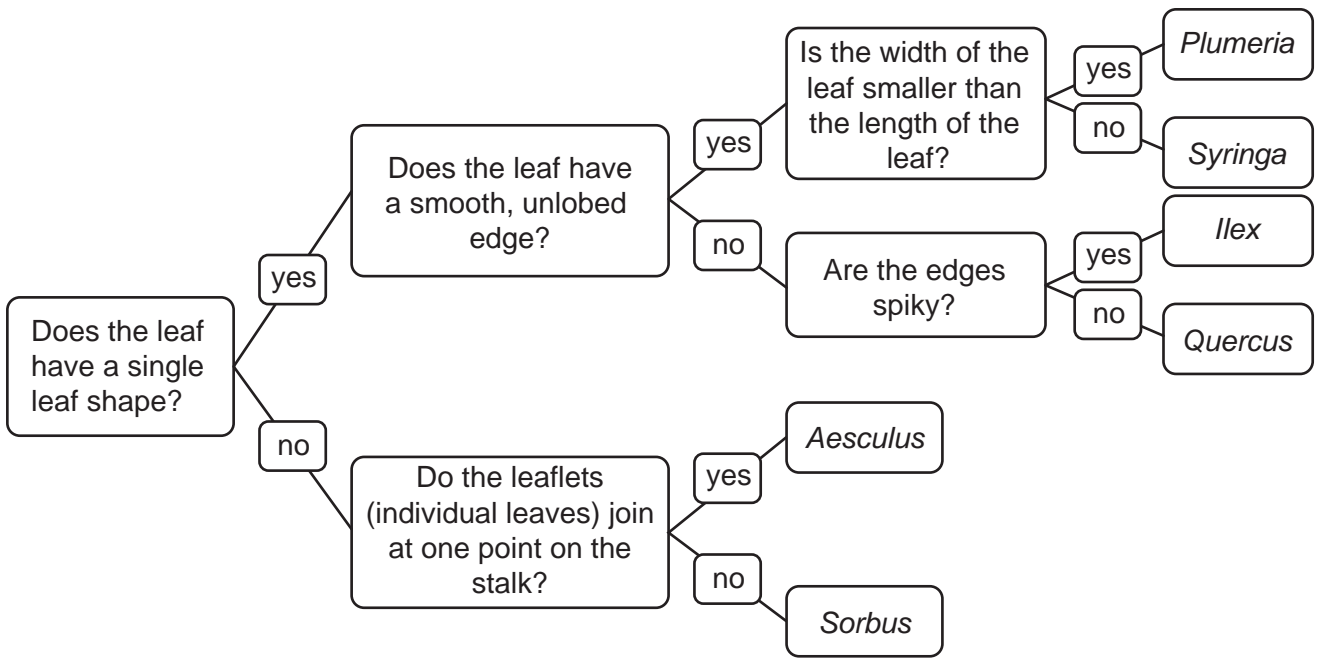 Does the leaf
have a single
leaf shape?
yes
no
Does the leaf have
a smooth, unlobed
edge?
yes
no
Is the width of the
leaf smaller than
the length of the
leaf?
yes
no
Plumeria
Syringa
Are the edges
spiky?
yes
no
Ilex
Quercus
Do the leaflets
(individual leaves) join
at one point on the
stalk?
yes
no
Aesculus
Sorbus